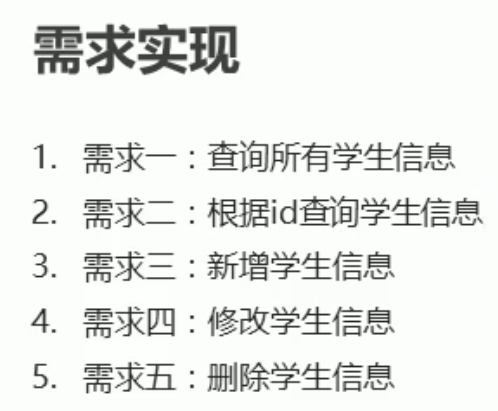 需求实现
1. 需求一：查询所有学生信息
2. 需求二：根据id查询学生信息
3. 需求三：新增学生信息
4. 需求四：修改学生信息
5. 需求五：删除学生信息